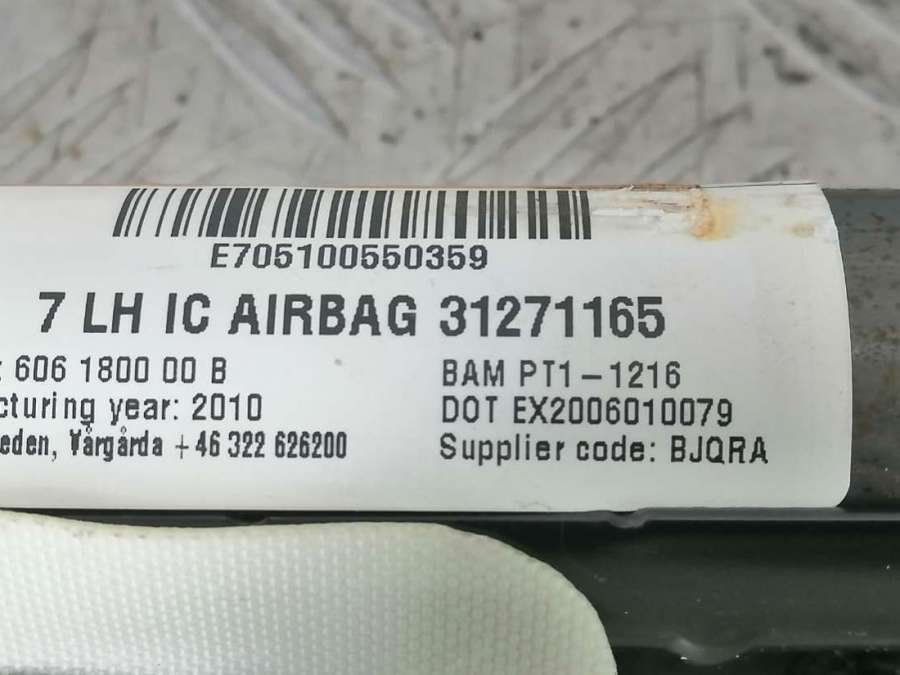 E705100550359
7 LH IC AIRBAG 31271165
: 606 1800 00 B
BAM PT1-1216
cturing year: 2010
DOT EX2006010079
eden, Vårgårda +46 322 626200
Supplier code: BJQRA